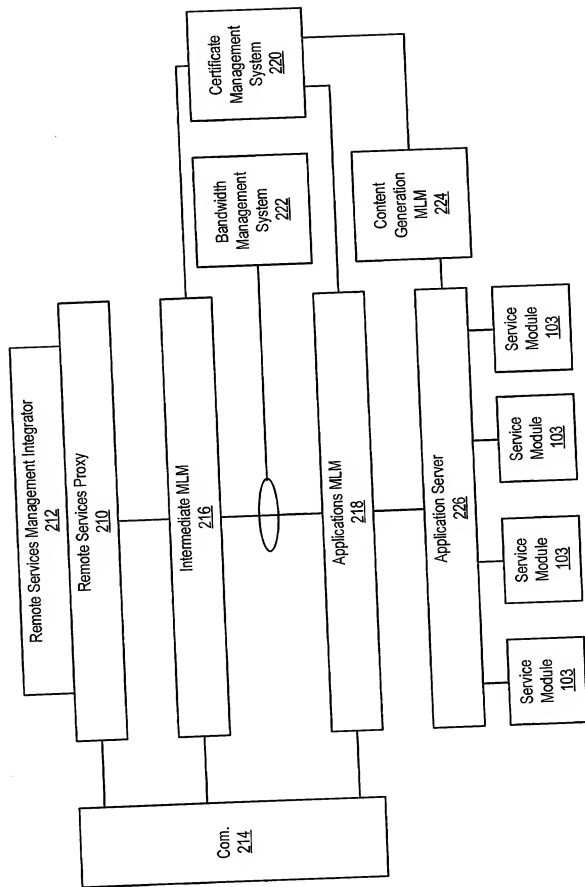 Remote Services Management Integrator
212
Remote Services Proxy
210
Com.
214
Intermediate MLM
216
Certificate
Management
System
220
Bandwidth
Management
System
222
Applications MLM
218
Content
Generation
MLM
224
Application Server
226
Service
Module
103
Service
Module
103
Service
Module
103
Service
Module
103